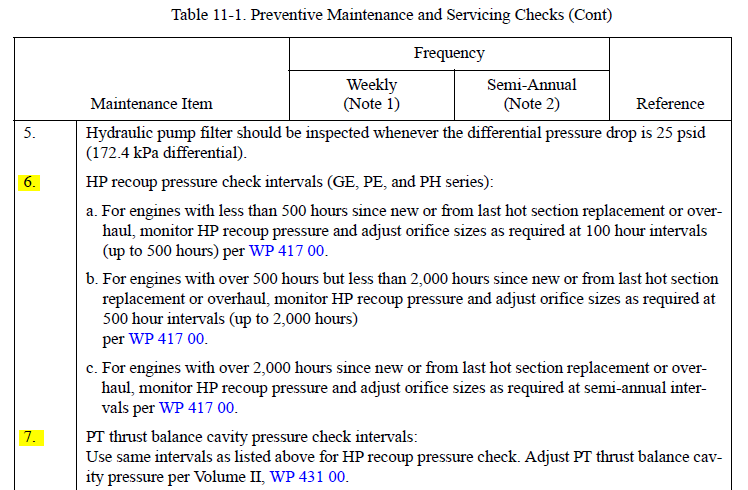 Table 11-1. Preventive Maintenance and Servicing Checks (Cont)
Frequency
Maintenance Item
Weekly
(Note 1)
Semi-Annual
(Note 2)
Reference
5. Hydraulic pump filter should be inspected whenever the differential pressure drop is 25 psid
(172.4 kPa differential).
6. HP recoup pressure check intervals (GE, PE, and PH series):
a. For engines with less than 500 hours since new or from last hot section replacement or over-
haul, monitor HP recoup pressure and adjust orifice sizes as required at 100 hour intervals
(up to 500 hours) per WP 417 00.
b. For engines with over 500 hours but less than 2,000 hours since new or from last hot section
replacement or overhaul, monitor HP recoup pressure and adjust orifice sizes as required at
500 hour intervals (up to 2,000 hours)
per WP 417 00.
c. For engines with over 2,000 hours since new or from last hot section replacement or over-
haul, monitor HP recoup pressure and adjust orifice sizes as required at semi-annual inter-
vals per WP 417 00.
7. PT thrust balance cavity pressure check intervals:
Use same intervals as listed above for HP recoup pressure check. Adjust PT thrust balance cav-
ity pressure per Volume II, WP 431 00.